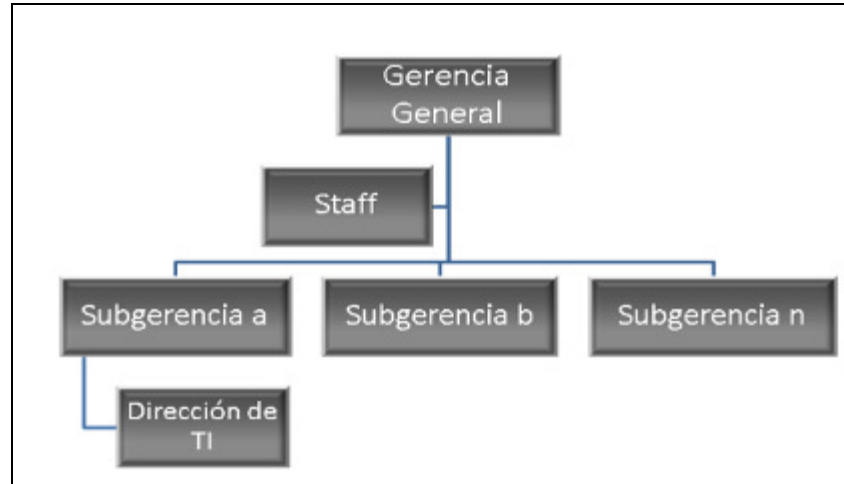 Gerencia
General
Staff
Subgerencia a
Subgerencia b
Subgerencia n
Dirección de
TI